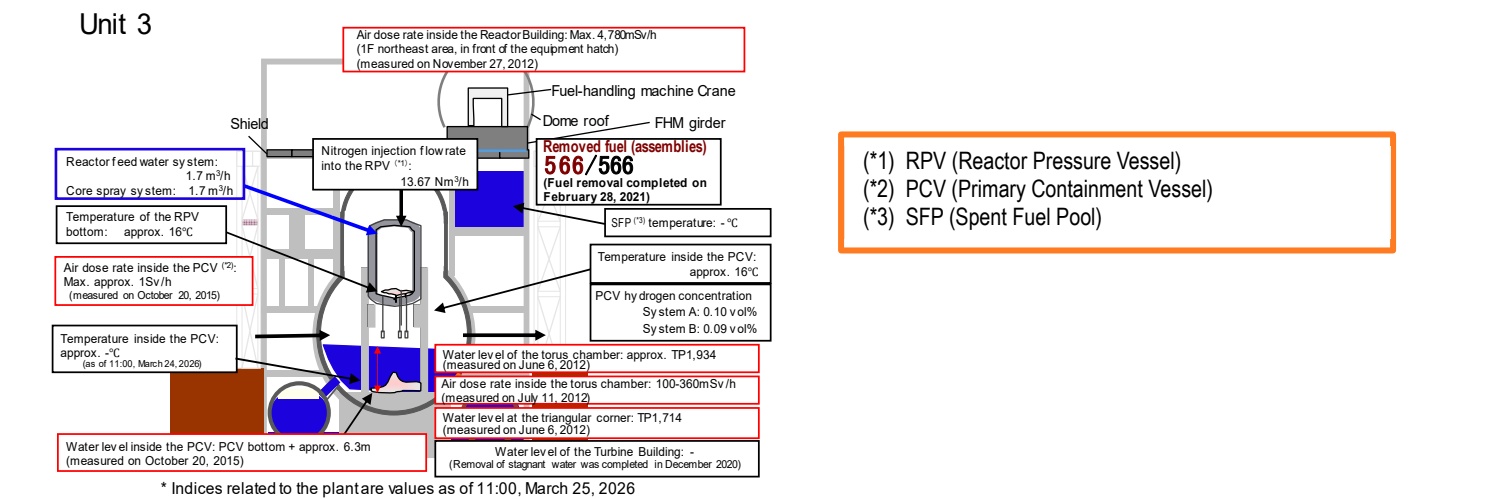 Unit 3
Air dose rate inside the Reactor Building: Max. 4,780mSv/h
(1F northeast area, in front of the equipment hatch)
(measured on November 27, 2012)
Fuel-handling machine Crane
Dome roof
FHM girder
Shield
Reactor feed water system:
1.7 m³/h
Core spray system: 1.7 m³/h
Nitrogen injection flow rate
into the RPV (*1):
13.67 Nm³/h
Removed fuel (assemblies)
566/566
(Fuel removal completed on
February 28, 2021)
Temperature of the RPV
bottom: approx. 16℃
SFP (*3) temperature: - ℃
Air dose rate inside the PCV (*2):
Max. approx. 1Sv/h
(measured on October 20, 2015)
Temperature inside the PCV:
approx. 16℃
PCV hydrogen concentration
System A: 0.10 vol%
System B: 0.09 vol%
Temperature inside the PCV:
approx. -℃
(as of 11:00, March 24, 2026)
Water level of the torus chamber: approx. TP1,934
(measured on June 6, 2012)
Air dose rate inside the torus chamber: 100-360mSv/h
(measured on July 11, 2012)
Water level at the triangular corner: TP1,714
(measured on June 6, 2012)
Water level inside the PCV: PCV bottom + approx. 6.3m
(measured on October 20, 2015)
Water level of the Turbine Building: -
(Removal of stagnant water was completed in December 2020)
* Indices related to the plant are values as of 11:00, March 25, 2026
(*1) RPV (Reactor Pressure Vessel)
(*2) PCV (Primary Containment Vessel)
(*3) SFP (Spent Fuel Pool)